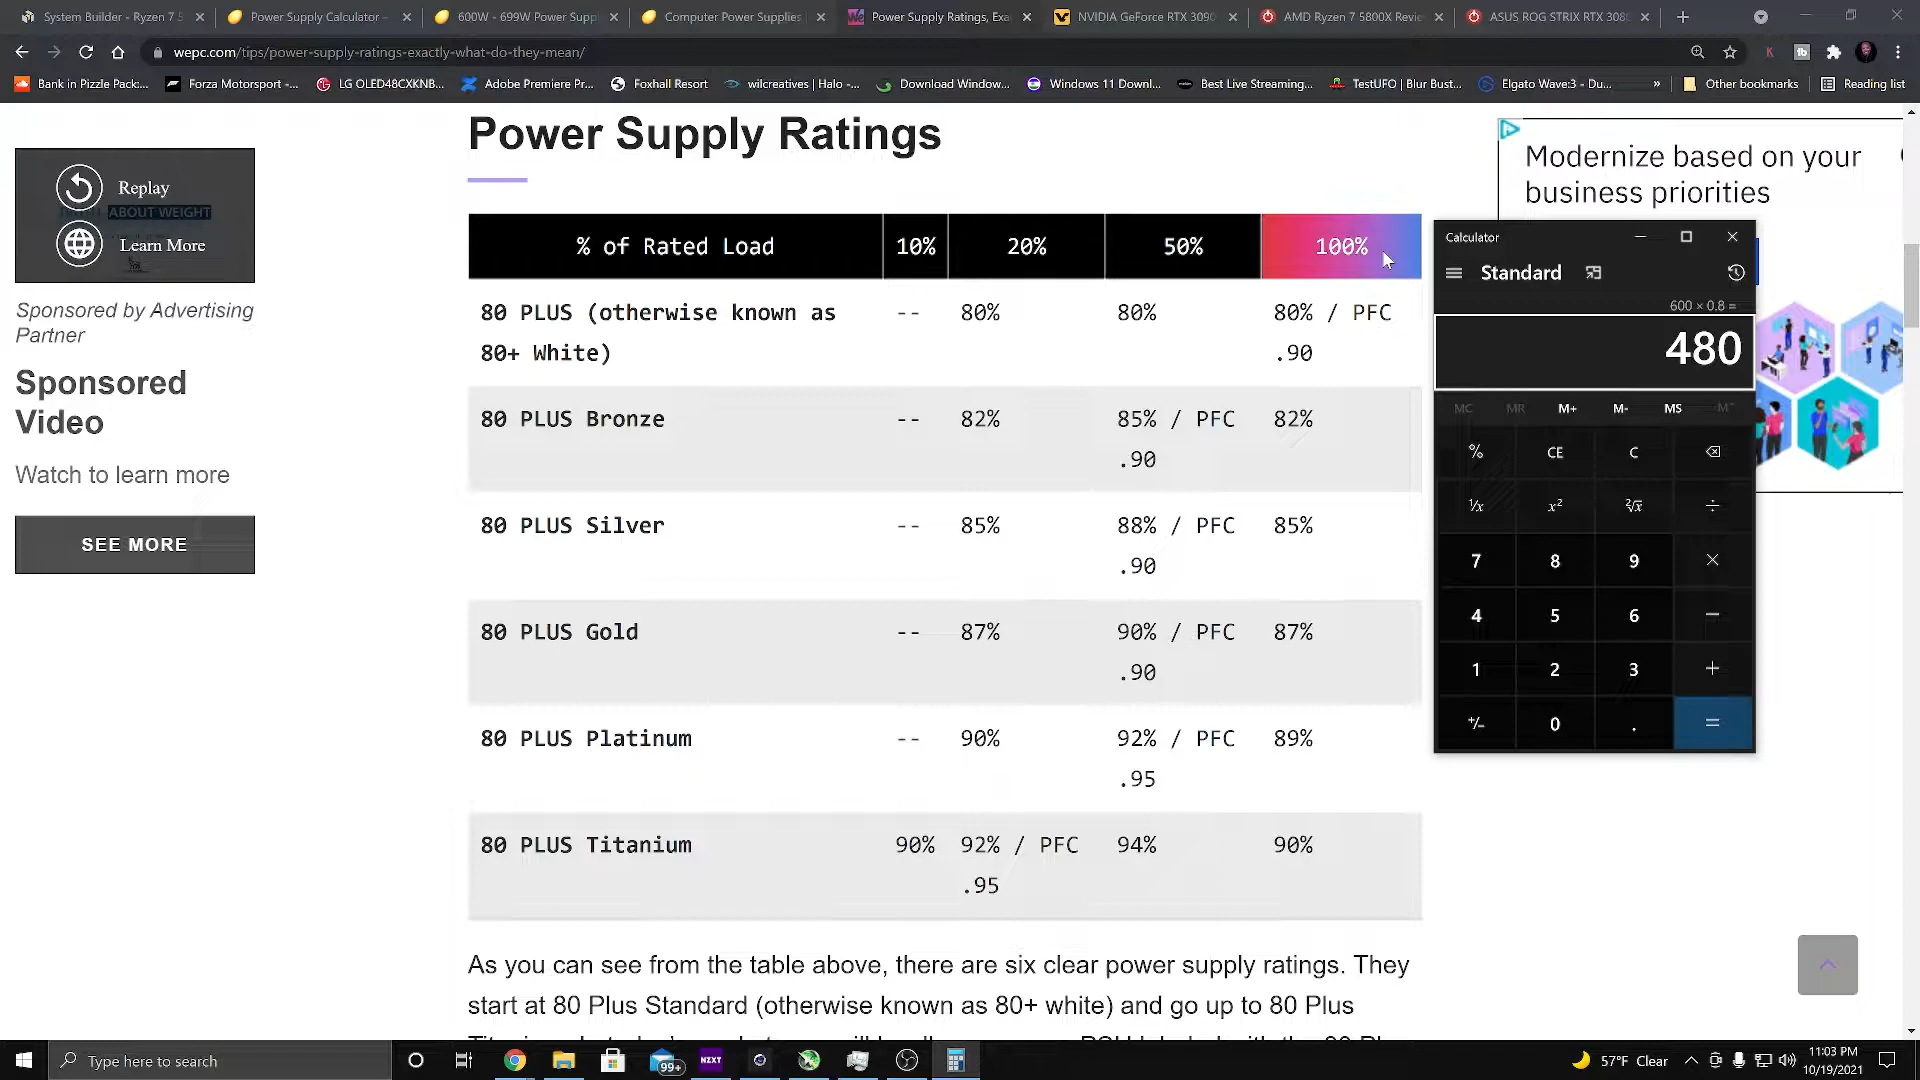 System Builder - Ryzen 7 5
Power Supply Calculator -
600W - 699W Power Supp
Computer Power Supplies
Power Supply Ratings, Exa
NVIDIA GeForce RTX 3090
AMD Ryzen 7 5800X Revie
ASUS ROG STRIX RTX 308
wepc.com/tips/power-supply-ratings-exactly-what-do-they-mean/
Bank in Pizzle Pack:...
Forza Motorsport -...
LG OLED48CXKNB...
Adobe Premiere Pr...
Foxhall Resort
wilcreatives | Halo -...
Download Window...
Windows 11 Downl...
Best Live Streaming...
TestUFO | Blur Bust...
Elgato Wave:3 - Du...
»
Other bookmarks
Reading list
Power Supply Ratings
Replay
ABOUT WEIGHT
Learn More
Sponsored by Advertising
Partner
Sponsored
Video
Watch to learn more
SEE MORE
% of Rated Load 10% 20% 50% 100%
80 PLUS (otherwise known as -- 80% 80% 80% / PFC
80+ White) .90
80 PLUS Bronze -- 82% 85% / PFC 82%
.90
80 PLUS Silver -- 85% 88% / PFC 85%
.90
80 PLUS Gold -- 87% 90% / PFC 87%
.90
80 PLUS Platinum -- 90% 92% / PFC 89%
.95
80 PLUS Titanium 90% 92% / PFC 94% 90%
.95
As you can see from the table above, there are six clear power supply ratings. They
start at 80 Plus Standard (otherwise known as 80+ white) and go up to 80 Plus
Modernize based on your
business priorities
Calculator
Standard
600 × 0.8 =
480
MC MR M+ M- MS M˅
% CE C ⌫
¹/x x² ²√x ÷
7 8 9 ×
4 5 6 −
1 2 3 +
+/- 0 . =
Type here to search
99+
NZXT
57°F Clear
11:03 PM
10/19/2021